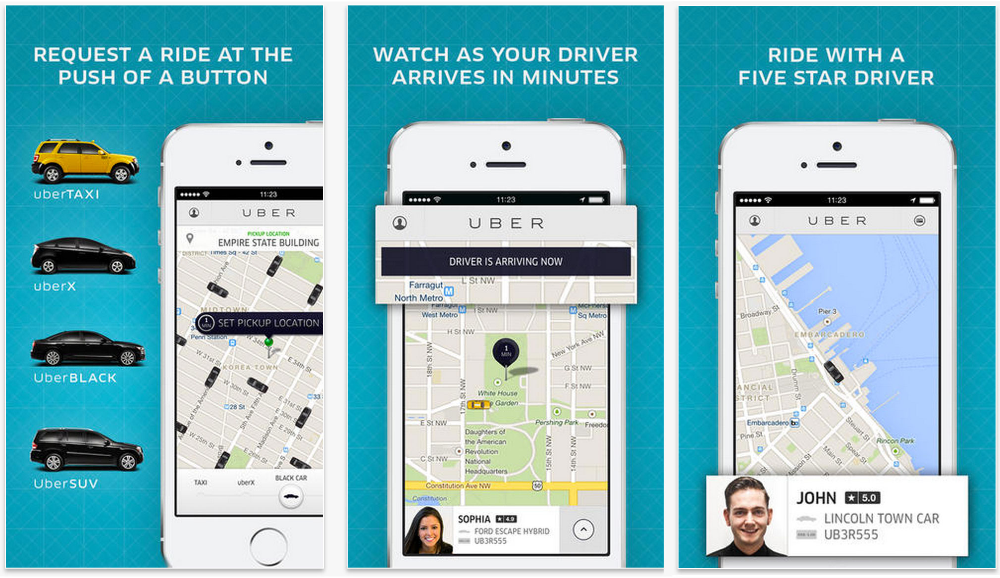 REQUEST A RIDE AT THE
PUSH OF A BUTTON
uberTAXI
uberX
UberBLACK
UberSUV
11:23
UBER
PICKUP LOCATION
EMPIRE STATE BUILDING
DISTRICT
Times Sq - 42 St
MIDTOWN
1
MIN
SET PICKUP LOCATION
Penn Station
W 34th
W 31st St
E 34th St
KOREA TOWN
W 30th St
33
28 St
E 31st St
E 30th St
E 29th St
5th Ave
Madison Ave
W 25th St
E 26th St
TAXI
uberX
BLACK CAR
WATCH AS YOUR DRIVER
ARRIVES IN MINUTES
11:23
UBER
DRIVER IS ARRIVING NOW
L St NW
Farragut
North Metro
M
Farragut
West Metro
M
I St NW
M
Sq Metro
H St NW
18th St NW
1
MIN
New York Ave NW
G St NW
F St NW
17th St NW
White House
Garden
E St NW
Pershing Park
Freedo
Daughters of
the American
Revolution
National
Headquarters
C St NW
15th St NW
14th St NW
Constitution Ave NW
50
Constitution
SOPHIA ★ 4.9
FORD ESCAPE HYBRID
UB3R555
RIDE WITH A
FIVE STAR DRIVER
11:23
UBER
Broadway St
Pier 3
EMBARCADERO
Drumm St
ANCIAL
STRICT
Embarcadero
Steuart St
Pine St
Rincon Park
Main St
Spear St
Mission St
JOHN ★ 5.0
LINCOLN TOWN CAR
UB3R555